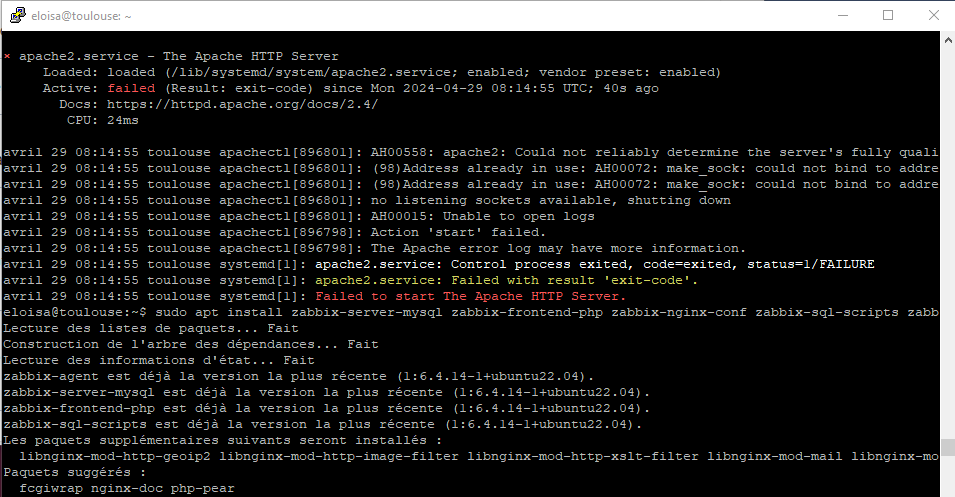 eloisa@toulouse: ~
× apache2.service - The Apache HTTP Server
Loaded: loaded (/lib/systemd/system/apache2.service; enabled; vendor preset: enabled)
Active: failed (Result: exit-code) since Mon 2024-04-29 08:14:55 UTC; 40s ago
Docs: https://httpd.apache.org/docs/2.4/
CPU: 24ms
avril 29 08:14:55 toulouse apachectl[896801]: AH00558: apache2: Could not reliably determine the server's fully quali
avril 29 08:14:55 toulouse apachectl[896801]: (98)Address already in use: AH00072: make_sock: could not bind to addre
avril 29 08:14:55 toulouse apachectl[896801]: (98)Address already in use: AH00072: make_sock: could not bind to addre
avril 29 08:14:55 toulouse apachectl[896801]: no listening sockets available, shutting down
avril 29 08:14:55 toulouse apachectl[896801]: AH00015: Unable to open logs
avril 29 08:14:55 toulouse apachectl[896798]: Action 'start' failed.
avril 29 08:14:55 toulouse apachectl[896798]: The Apache error log may have more information.
avril 29 08:14:55 toulouse systemd[1]: apache2.service: Control process exited, code=exited, status=1/FAILURE
avril 29 08:14:55 toulouse systemd[1]: apache2.service: Failed with result 'exit-code'.
avril 29 08:14:55 toulouse systemd[1]: Failed to start The Apache HTTP Server.
eloisa@toulouse:~$ sudo apt install zabbix-server-mysql zabbix-frontend-php zabbix-nginx-conf zabbix-sql-scripts zabb
Lecture des listes de paquets... Fait
Construction de l'arbre des dépendances... Fait
Lecture des informations d'état... Fait
zabbix-agent est déjà la version la plus récente (1:6.4.14-1+ubuntu22.04).
zabbix-server-mysql est déjà la version la plus récente (1:6.4.14-1+ubuntu22.04).
zabbix-frontend-php est déjà la version la plus récente (1:6.4.14-1+ubuntu22.04).
zabbix-sql-scripts est déjà la version la plus récente (1:6.4.14-1+ubuntu22.04).
Les paquets supplémentaires suivants seront installés :
libnginx-mod-http-geoip2 libnginx-mod-http-image-filter libnginx-mod-http-xslt-filter libnginx-mod-mail libnginx-mo
Paquets suggérés :
fcgiwrap nginx-doc php-pear